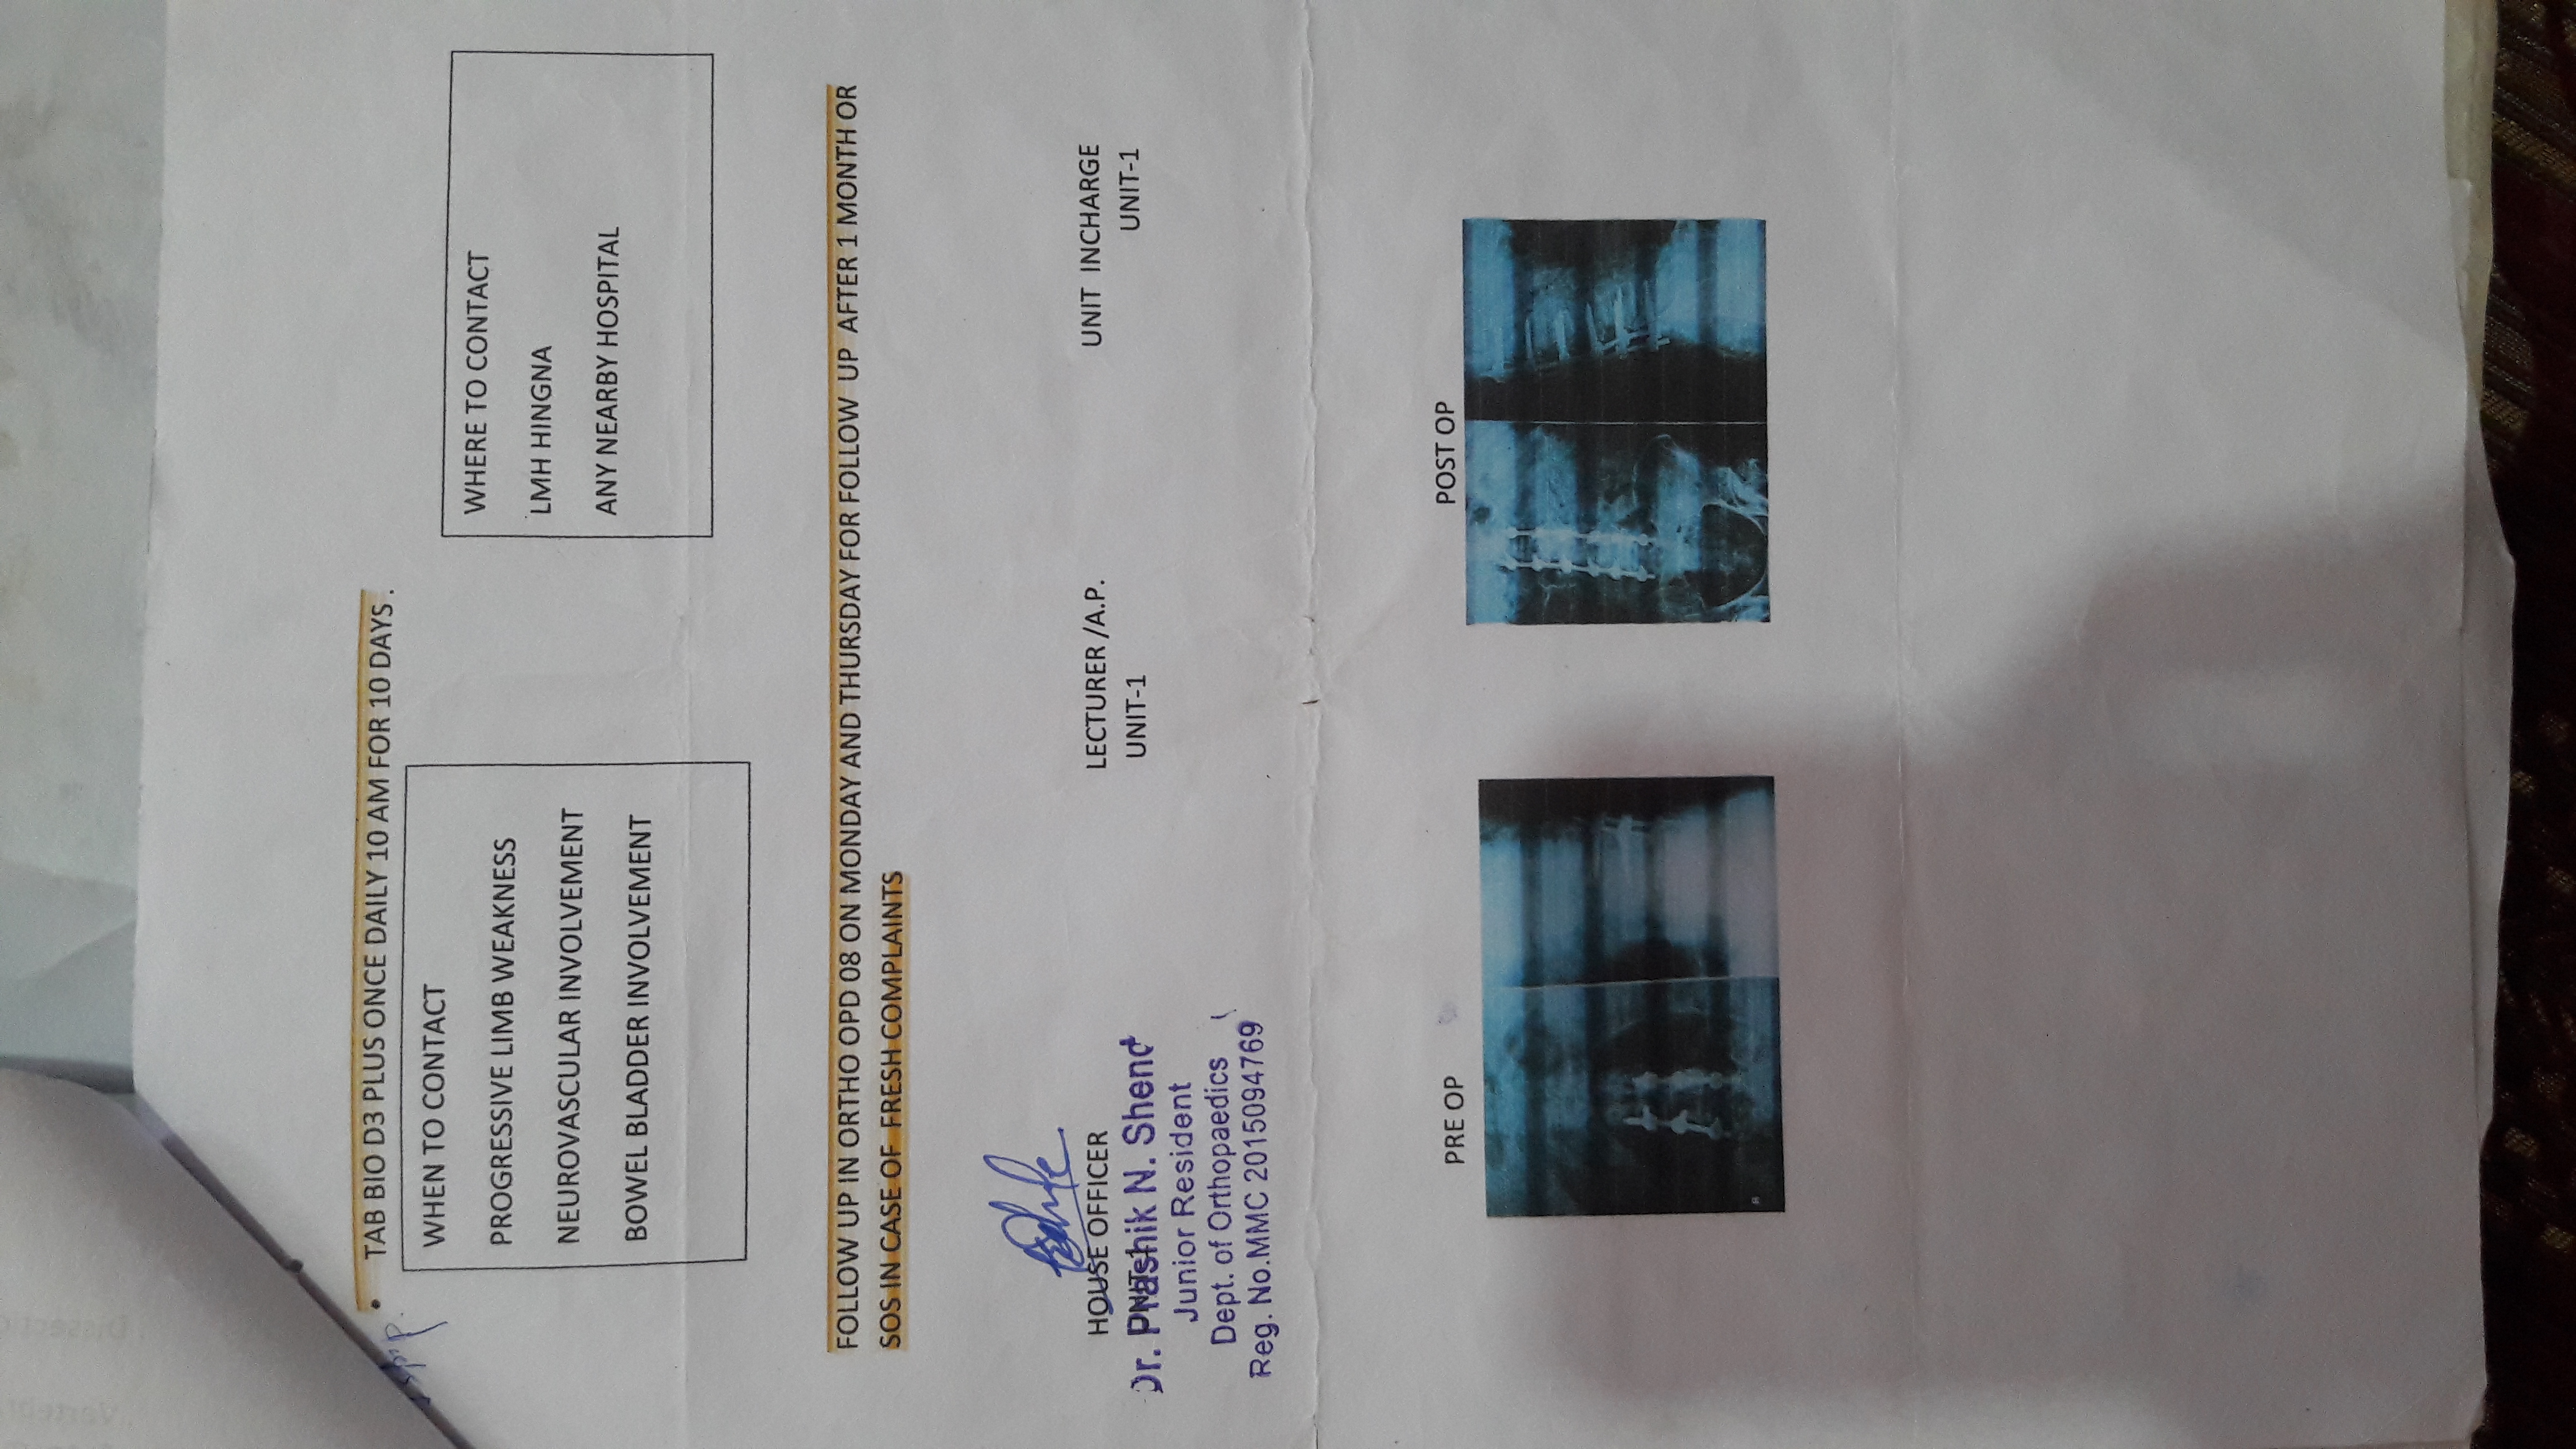 • TAB BIO D3 PLUS ONCE DAILY 10 AM FOR 10 DAYS .
WHEN TO CONTACT
PROGRESSIVE LIMB WEAKNESS
NEUROVASCULAR INVOLVEMENT
BOWEL BLADDER INVOLVEMENT
WHERE TO CONTACT
LMH HINGNA
ANY NEARBY HOSPITAL
FOLLOW UP IN ORTHO OPD 08 ON MONDAY AND THURSDAY FOR FOLLOW UP AFTER 1 MONTH OR
SOS IN CASE OF FRESH COMPLAINTS
HOUSE OFFICER LECTURER /A.P. UNIT INCHARGE
UNIT-1 UNIT-1
Dr. N. Shend
Junior Resident
Dept. of Orthopaedics
Reg. No.MMC 2015094769
PRE OP POST OP
R